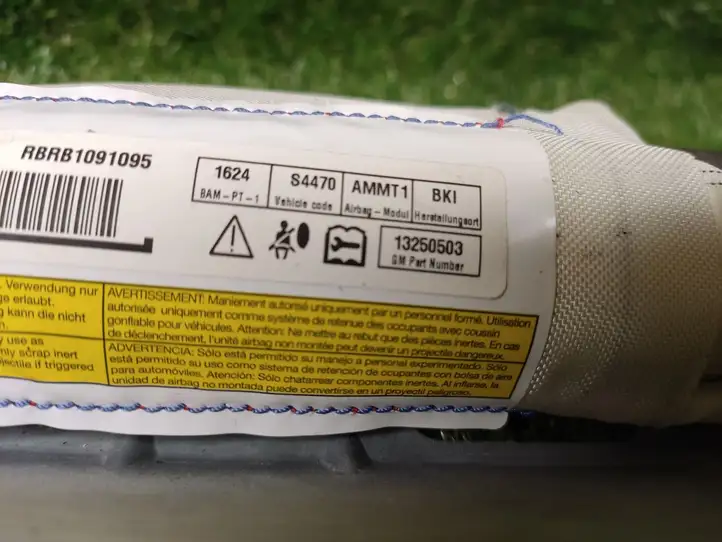 RBRB1091095
1624 S4470 AMMT1 BKI
BAM-PT-1 Vehicle code Airbag-Modul Herstellungsort
13250503
GM Part Number
. Verwendung nur
ge erlaubt.
g kann die nicht
AVERTISSEMENT: Maniement autorisé uniquement par un personnel formé. Utilisation
autorisée uniquement comme système de retenue des occupants avec coussin
gonflable pour véhicules. Attention: Ne mettre au rebut que des pièces inertes. En cas
de déclenchement, l'unité airbag non montée peut devenir un projectile dangereux.
y use as
mly scrap inert
jectile if triggered
ADVERTENCIA: Sólo está permitido su manejo a personal experimentado. Sólo
está permitido su uso como sistema de retención de ocupantes con bolsa de aire
para automóviles. Atención: Sólo chatarrear componentes inertes. Al inflarse, la
unidad de airbag no montada puede convertirse en un proyectil peligroso.